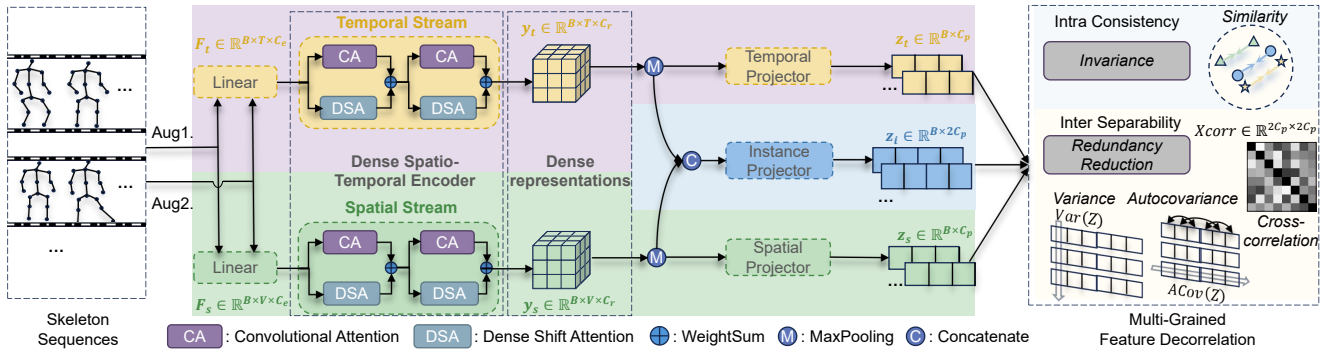 ...
...
...
Skeleton
Sequences
Aug1.
Aug2.
F_t ∈ ℝ^{B×T×C_e}
Linear
Linear
F_s ∈ ℝ^{B×V×C_e}
Temporal Stream
CA
CA
DSA
DSA
Dense Spatio-
Temporal Encoder
Spatial Stream
CA
CA
DSA
DSA
y_t ∈ ℝ^{B×T×C_r}
Dense
representations
y_s ∈ ℝ^{B×V×C_r}
M
C
M
Temporal
Projector
Instance
Projector
Spatial
Projector
z_t ∈ ℝ^{B×C_p}
...
z_i ∈ ℝ^{B×2C_p}
...
z_s ∈ ℝ^{B×C_p}
...
Intra Consistency
Similarity
Invariance
Inter Separability
Xcorr ∈ ℝ^{2C_p×2C_p}
Redundancy
Reduction
Variance
Var(Z)
Autocovariance
ACov(Z)
Cross-
correlation
Multi-Grained
Feature Decorrelation
CA : Convolutional Attention
DSA : Dense Shift Attention
: WeightSum
M : MaxPooling
C : Concatenate